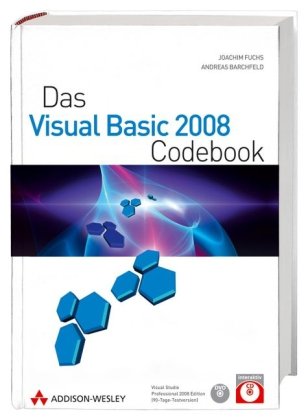 JOACHIM FUCHS
ANDREAS BARCHFELD
Das
Visual Basic 2008
Codebook
ADDISON-WESLEY
Visual Studio
Professional 2008 Edition
(90-Tage-Testversion)
DVD
interaktiv
CD